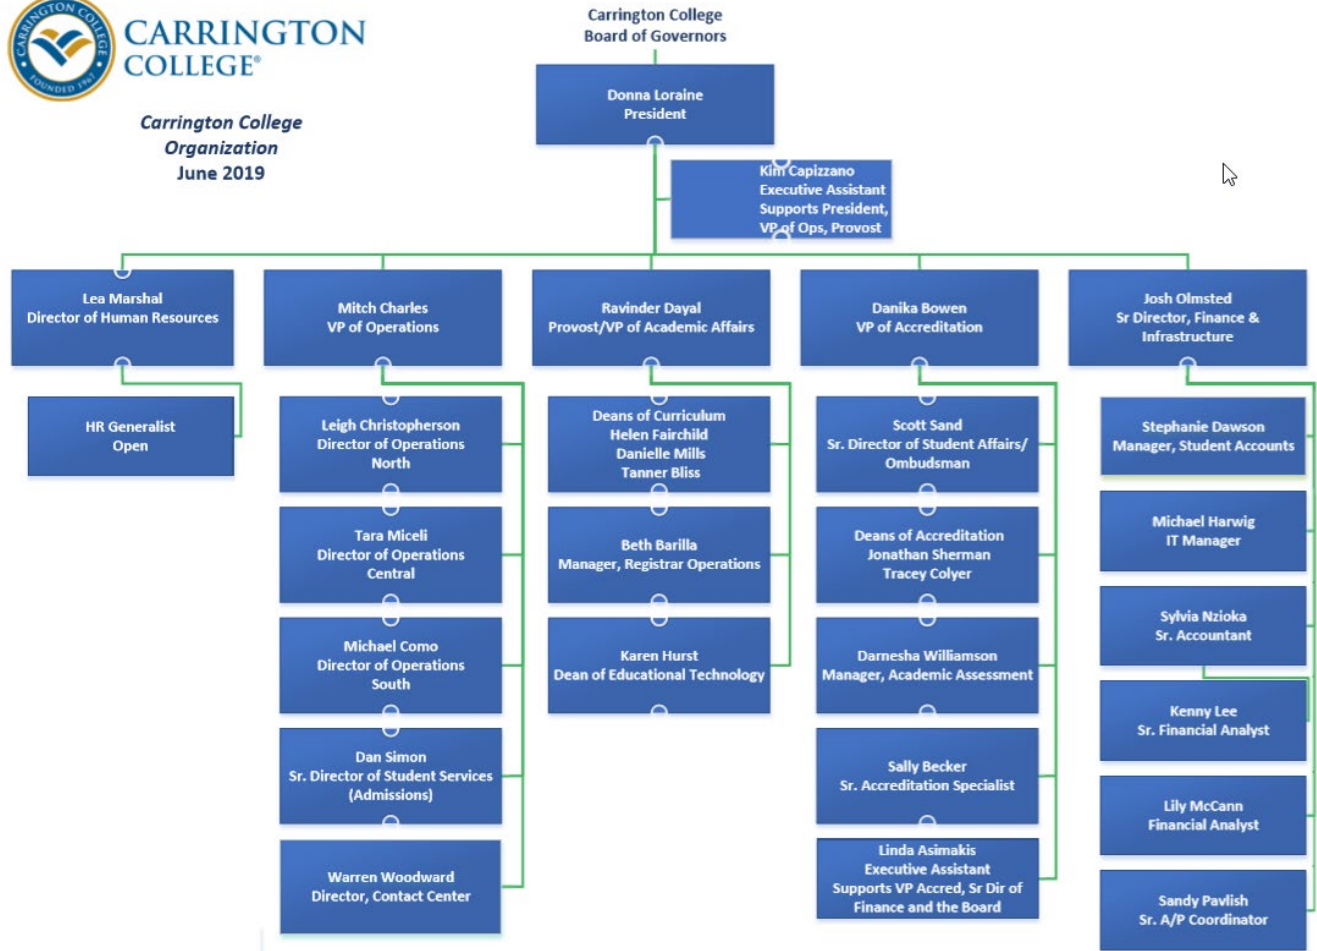 CARRINGTON COLLEGE
FOUNDED 1967
CARRINGTON
COLLEGE®
Carrington College
Organization
June 2019
Carrington College
Board of Governors
Donna Loraine
President
Kim Capizzano
Executive Assistant
Supports President,
VP of Ops, Provost
Lea Marshal
Director of Human Resources
Mitch Charles
VP of Operations
Ravinder Dayal
Provost/VP of Academic Affairs
Danika Bowen
VP of Accreditation
Josh Olmsted
Sr Director, Finance &
Infrastructure
HR Generalist
Open
Leigh Christopherson
Director of Operations
North
Tara Miceli
Director of Operations
Central
Michael Como
Director of Operations
South
Dan Simon
Sr. Director of Student Services
(Admissions)
Warren Woodward
Director, Contact Center
Deans of Curriculum
Helen Fairchild
Danielle Mills
Tanner Bliss
Beth Barilla
Manager, Registrar Operations
Karen Hurst
Dean of Educational Technology
Scott Sand
Sr. Director of Student Affairs/
Ombudsman
Deans of Accreditation
Jonathan Sherman
Tracey Colyer
Darnesha Williamson
Manager, Academic Assessment
Sally Becker
Sr. Accreditation Specialist
Linda Asimakis
Executive Assistant
Supports VP Accred, Sr Dir of
Finance and the Board
Stephanie Dawson
Manager, Student Accounts
Michael Harwig
IT Manager
Sylvia Nzioka
Sr. Accountant
Kenny Lee
Sr. Financial Analyst
Lily McCann
Financial Analyst
Sandy Pavlish
Sr. A/P Coordinator